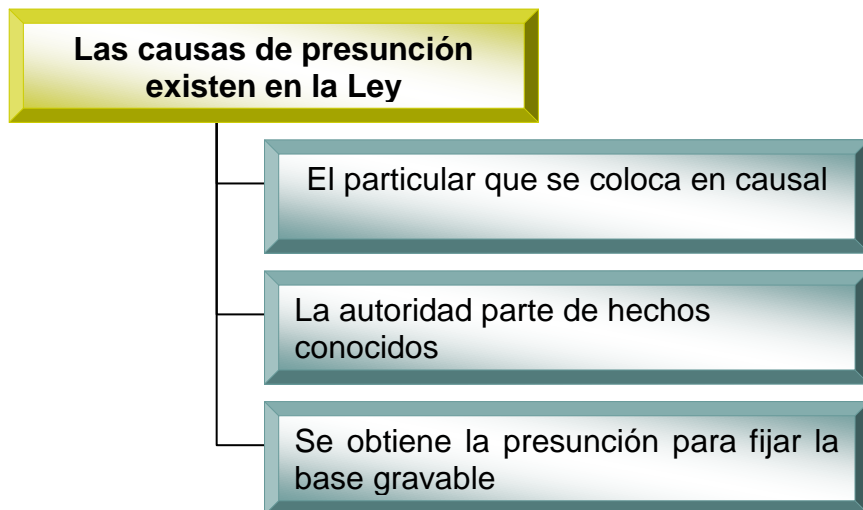 Las causas de presunción
existen en la Ley
El particular que se coloca en causal
La autoridad parte de hechos
conocidos
Se obtiene la presunción para fijar la
base gravable